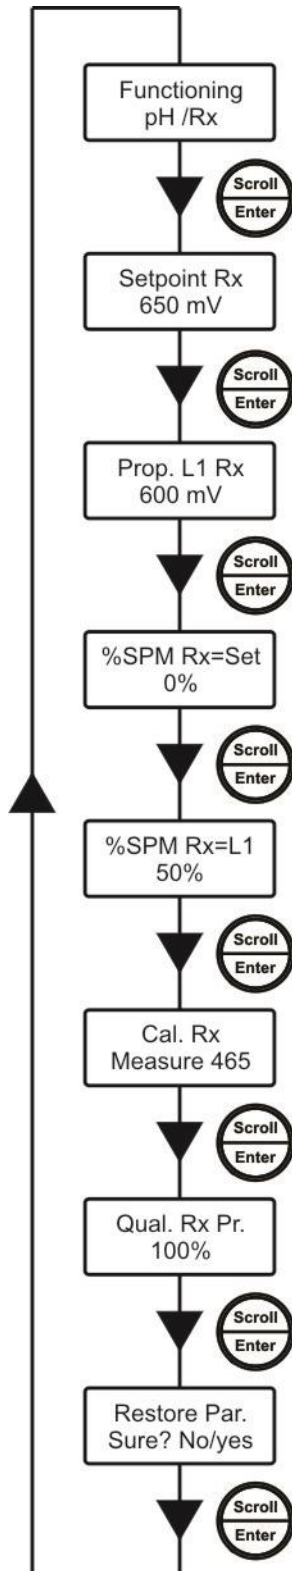 Functioning
pH /Rx
Scroll
Enter
Setpoint Rx
650 mV
Scroll
Enter
Prop. L1 Rx
600 mV
Scroll
Enter
%SPM Rx=Set
0%
Scroll
Enter
%SPM Rx=L1
50%
Scroll
Enter
Cal. Rx
Measure 465
Scroll
Enter
Qual. Rx Pr.
100%
Scroll
Enter
Restore Par.
Sure? No/yes
Scroll
Enter